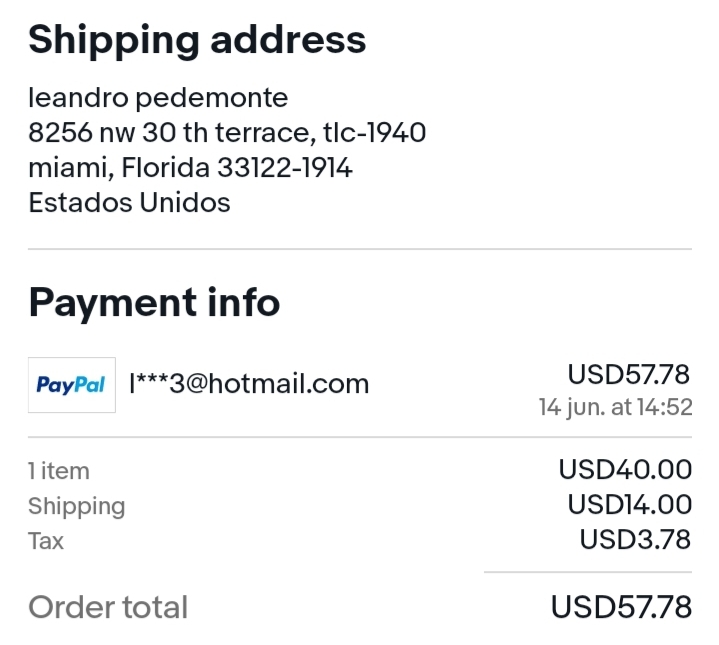 Shipping address
leandro pedemonte
8256 nw 30 th terrace, tlc-1940
miami, Florida 33122-1914
Estados Unidos
Payment info
PayPal l***3@hotmail.com USD57.78
14 jun. at 14:52
1 item USD40.00
Shipping USD14.00
Tax USD3.78
Order total USD57.78